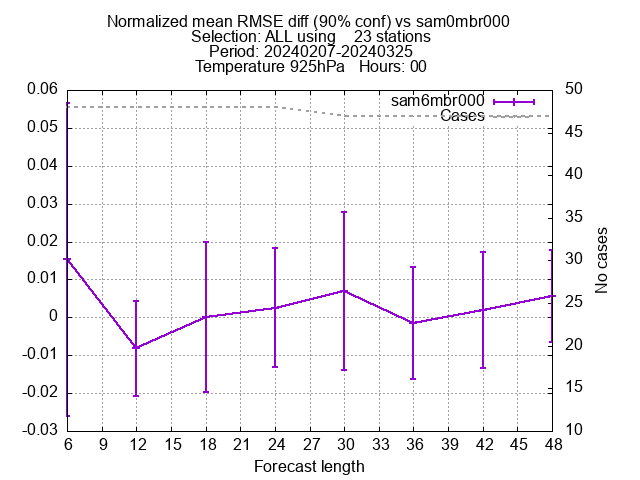 Normalized mean RMSE diff (90% conf) vs sam0mbr000
Selection: ALL using    23 stations
Period: 20240207-20240325
Temperature 925hPa   Hours: 00
sam6mbr000
Cases
0.06
0.05
0.04
0.03
0.02
0.01
0
-0.01
-0.02
-0.03
50
45
40
35
30
25
20
15
10
No cases
6 9 12 15 18 21 24 27 30 33 36 39 42 45 48
Forecast length